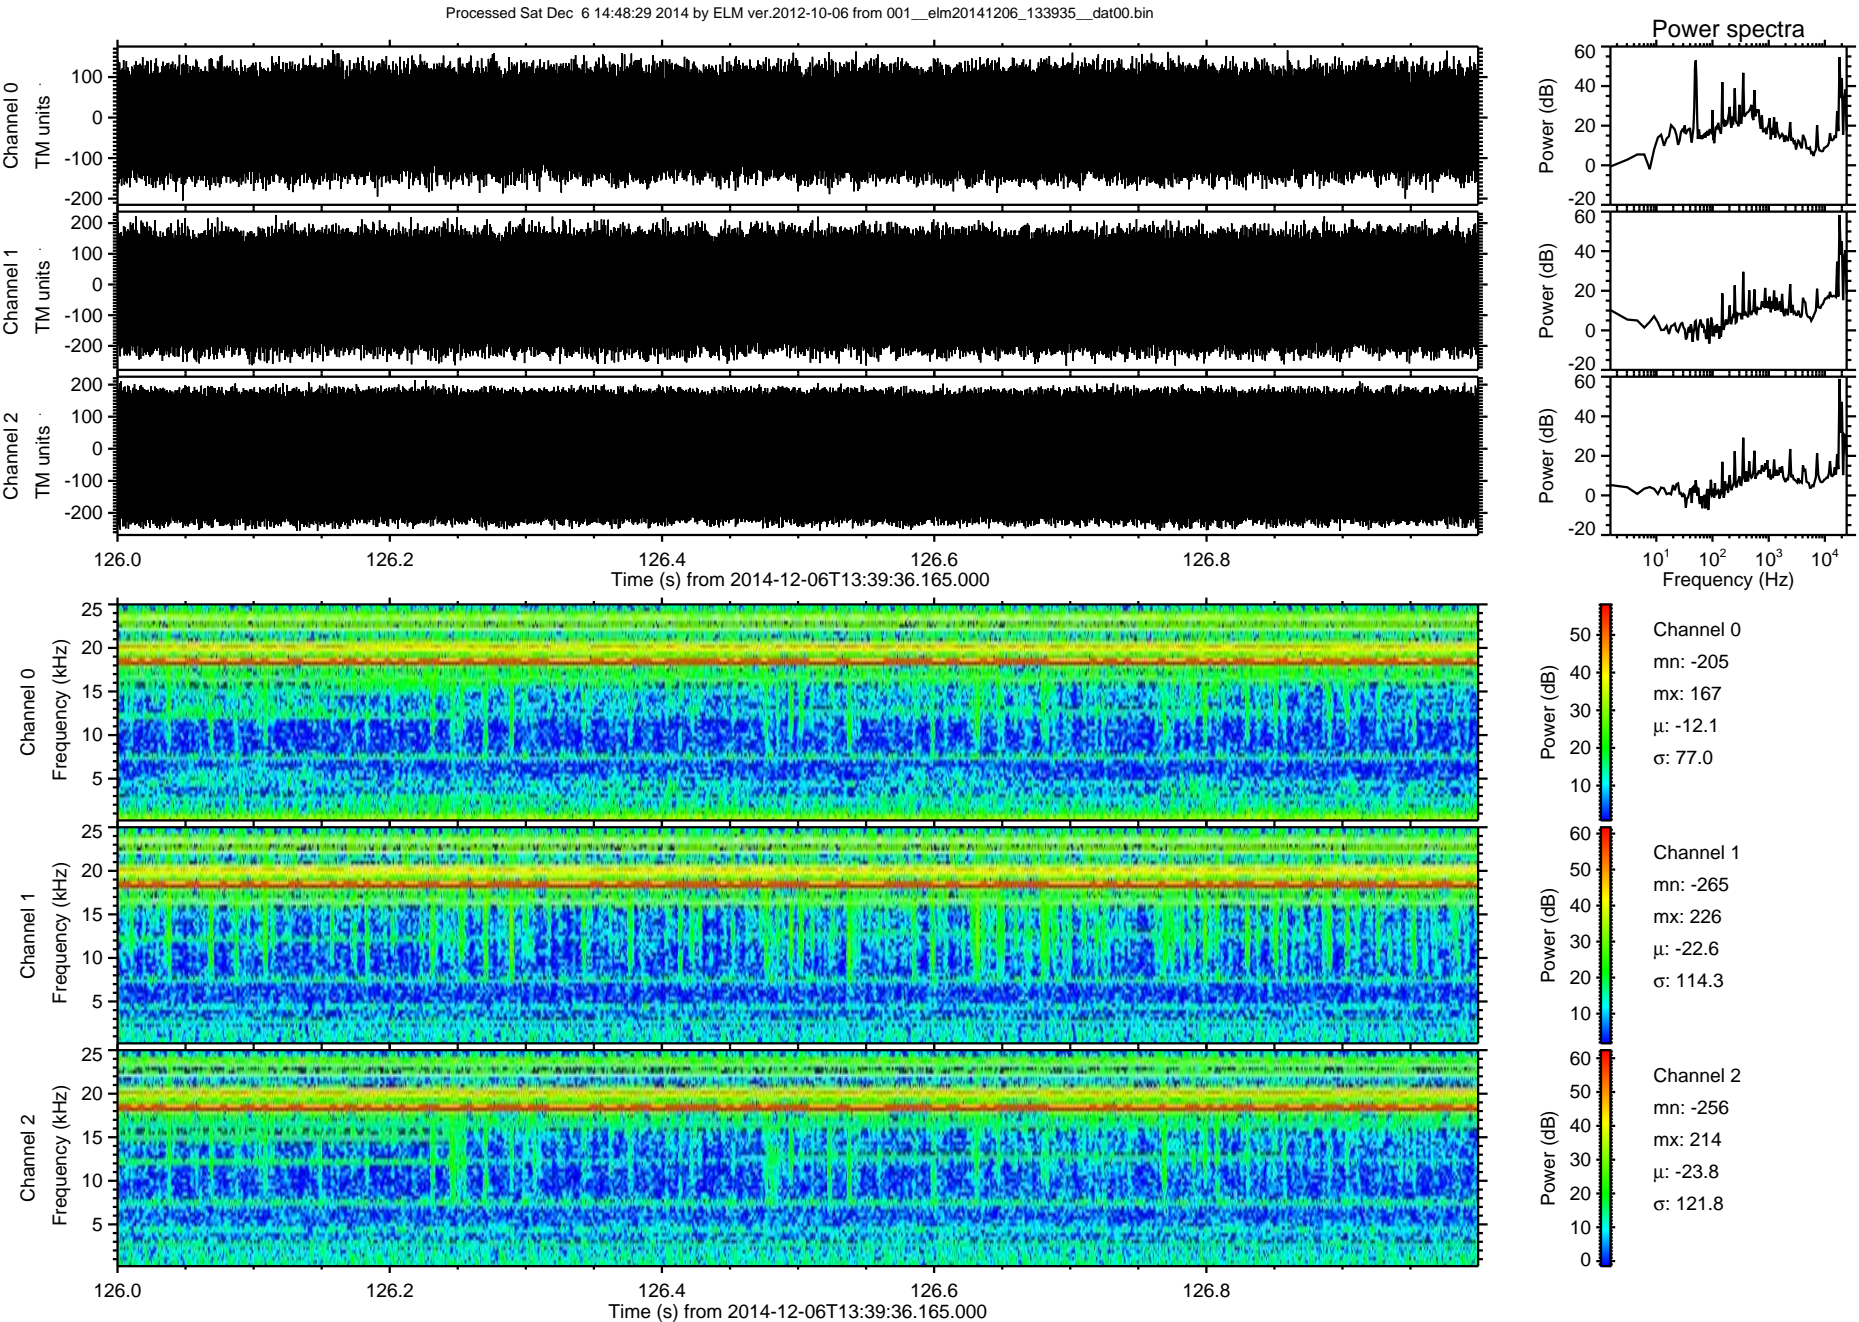 Processed Sat Dec  6 14:48:29 2014 by ELM ver.2012-10-06 from 001__elm20141206_133935__dat00.bin
Power spectra
Channel 0
TM units
100
0
-100
-200
Power (dB)
60
40
20
0
-20
Channel 1
TM units
200
100
0
-100
-200
Power (dB)
60
40
20
0
-20
Channel 2
TM units
200
100
0
-100
-200
Power (dB)
60
40
20
0
-20
126.0 126.2 126.4 126.6 126.8
Time (s) from 2014-12-06T13:39:36.165.000
10¹ 10² 10³ 10⁴
Frequency (Hz)
Channel 0
Frequency (kHz)
25
20
15
10
5
Power (dB)
50
40
30
20
10
Channel 0
mn: -205
mx: 167
μ: -12.1
σ: 77.0
Channel 1
Frequency (kHz)
25
20
15
10
5
Power (dB)
60
50
40
30
20
10
Channel 1
mn: -265
mx: 226
μ: -22.6
σ: 114.3
Channel 2
Frequency (kHz)
25
20
15
10
5
Power (dB)
60
50
40
30
20
10
0
Channel 2
mn: -256
mx: 214
μ: -23.8
σ: 121.8
126.0 126.2 126.4 126.6 126.8
Time (s) from 2014-12-06T13:39:36.165.000